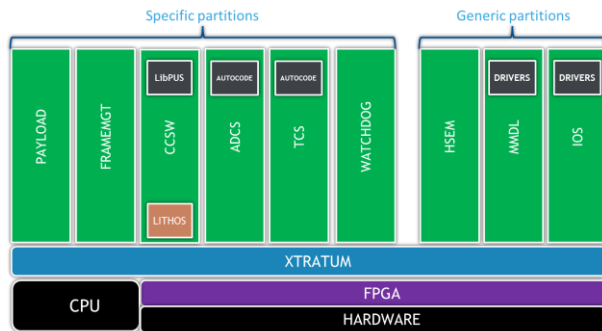 Specific partitions
Generic partitions
PAYLOAD
FRAMEMGT
LibPUS
CCSW
LITHOS
AUTOCODE
ADCS
AUTOCODE
TCS
WATCHDOG
HSEM
DRIVERS
MMDL
DRIVERS
IOS
XTRATUM
CPU
FPGA
HARDWARE